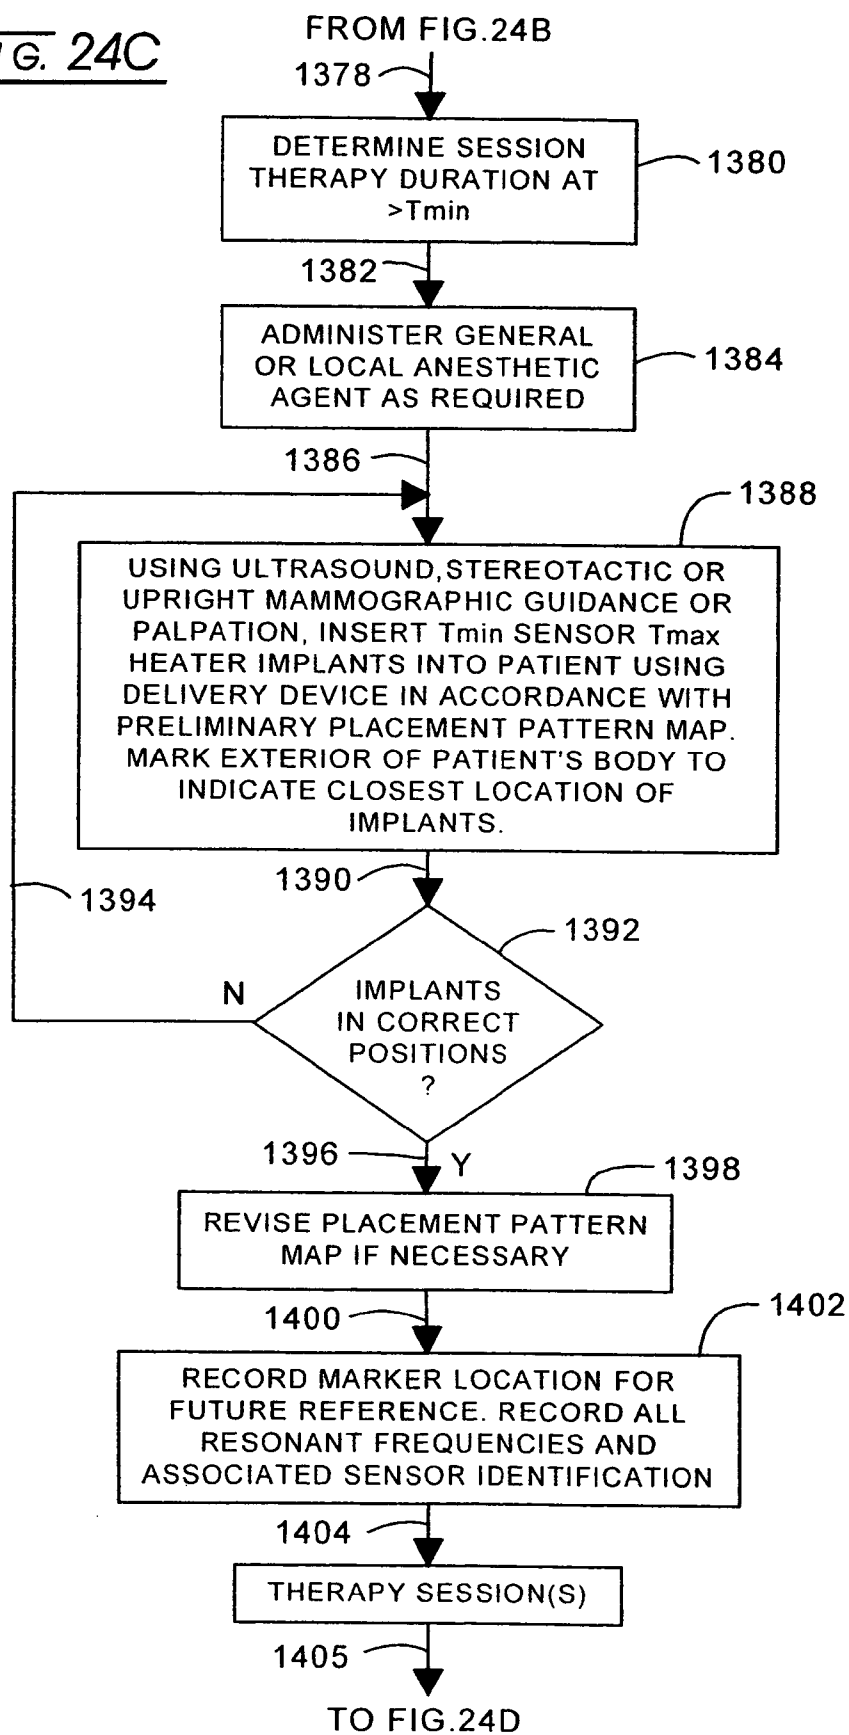 FROM FIG.24B
IG. 24C
1378
DETERMINE SESSION
THERAPY DURATION AT
>Tmin
1380
1382
ADMINISTER GENERAL
OR LOCAL ANESTHETIC
AGENT AS REQUIRED
1384
1386
1388
USING ULTRASOUND,STEREOTACTIC OR
UPRIGHT MAMMOGRAPHIC GUIDANCE OR
PALPATION, INSERT Tmin SENSOR Tmax
HEATER IMPLANTS INTO PATIENT USING
DELIVERY DEVICE IN ACCORDANCE WITH
PRELIMINARY PLACEMENT PATTERN MAP.
MARK EXTERIOR OF PATIENT'S BODY TO
INDICATE CLOSEST LOCATION OF
IMPLANTS.
1390
1394
1392
N
IMPLANTS
IN CORRECT
POSITIONS
?
1396
Y
1398
REVISE PLACEMENT PATTERN
MAP IF NECESSARY
1400
1402
RECORD MARKER LOCATION FOR
FUTURE REFERENCE. RECORD ALL
RESONANT FREQUENCIES AND
ASSOCIATED SENSOR IDENTIFICATION
1404
THERAPY SESSION(S)
1405
TO FIG.24D